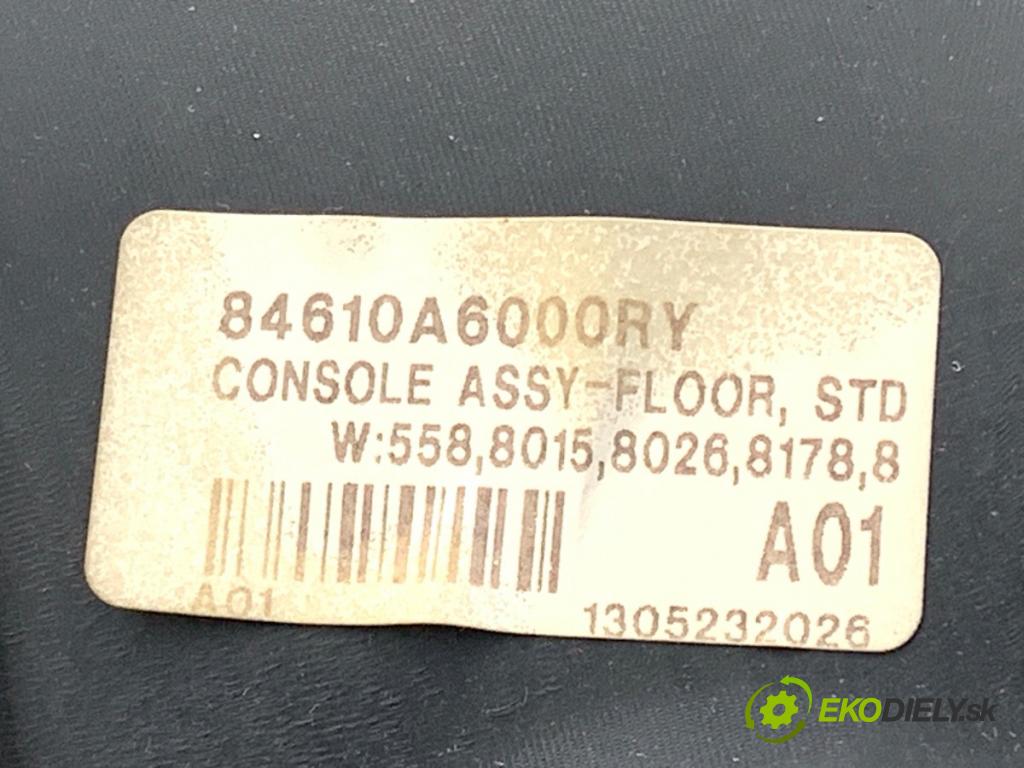 84610A6000RY
CONSOLE ASSY-FLOOR, STD
W:558,8015,8026,8178,8
A01
A01
1305232026
EKODIELY.sk